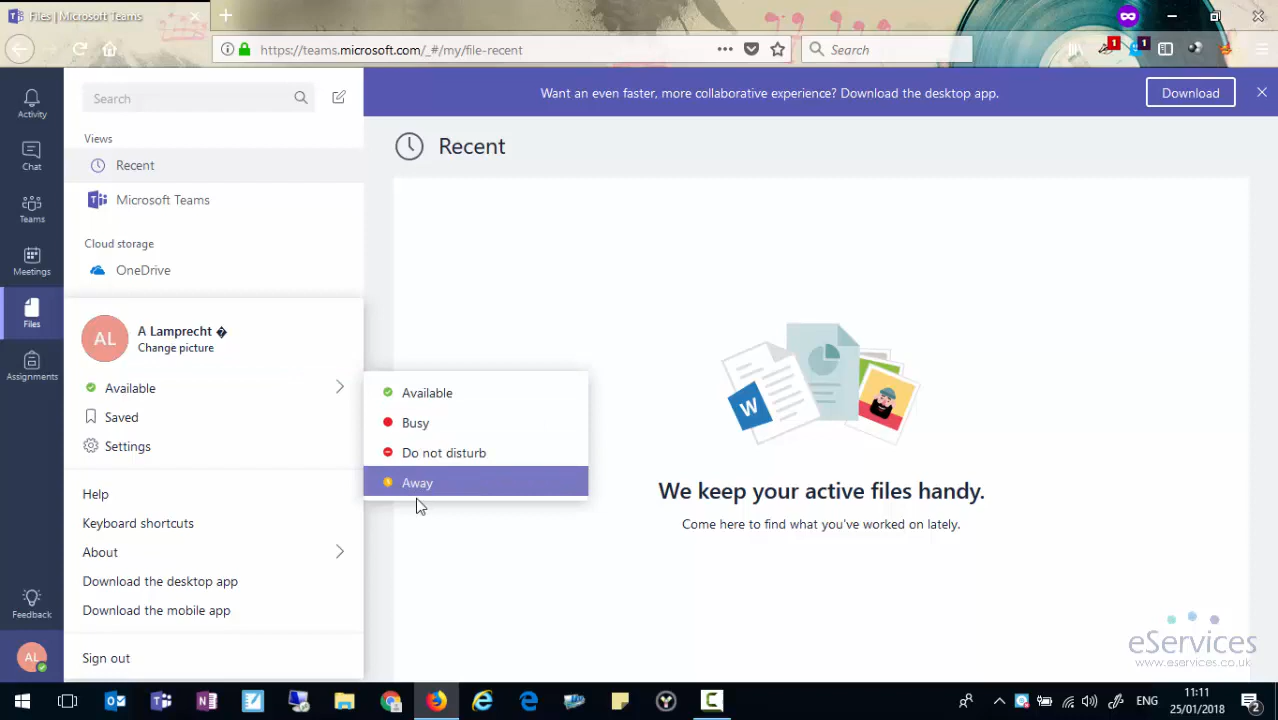 Files | Microsoft Teams
https://teams.microsoft.com/_#/my/file-recent
Search
1
1
Activity
Chat
Teams
Meetings
Files
Assignments
Feedback
AL
Search
Views
Recent
Microsoft Teams
Cloud storage
OneDrive
AL
A Lamprecht �
Change picture
Available
Saved
Settings
Help
Keyboard shortcuts
About
Download the desktop app
Download the mobile app
Sign out
Available
Busy
Do not disturb
Away
Want an even faster, more collaborative experience? Download the desktop app.
Download
Recent
W
We keep your active files handy.
Come here to find what you've worked on lately.
eServices
www.eservices.co.uk
ENG
11:11
25/01/2018
2